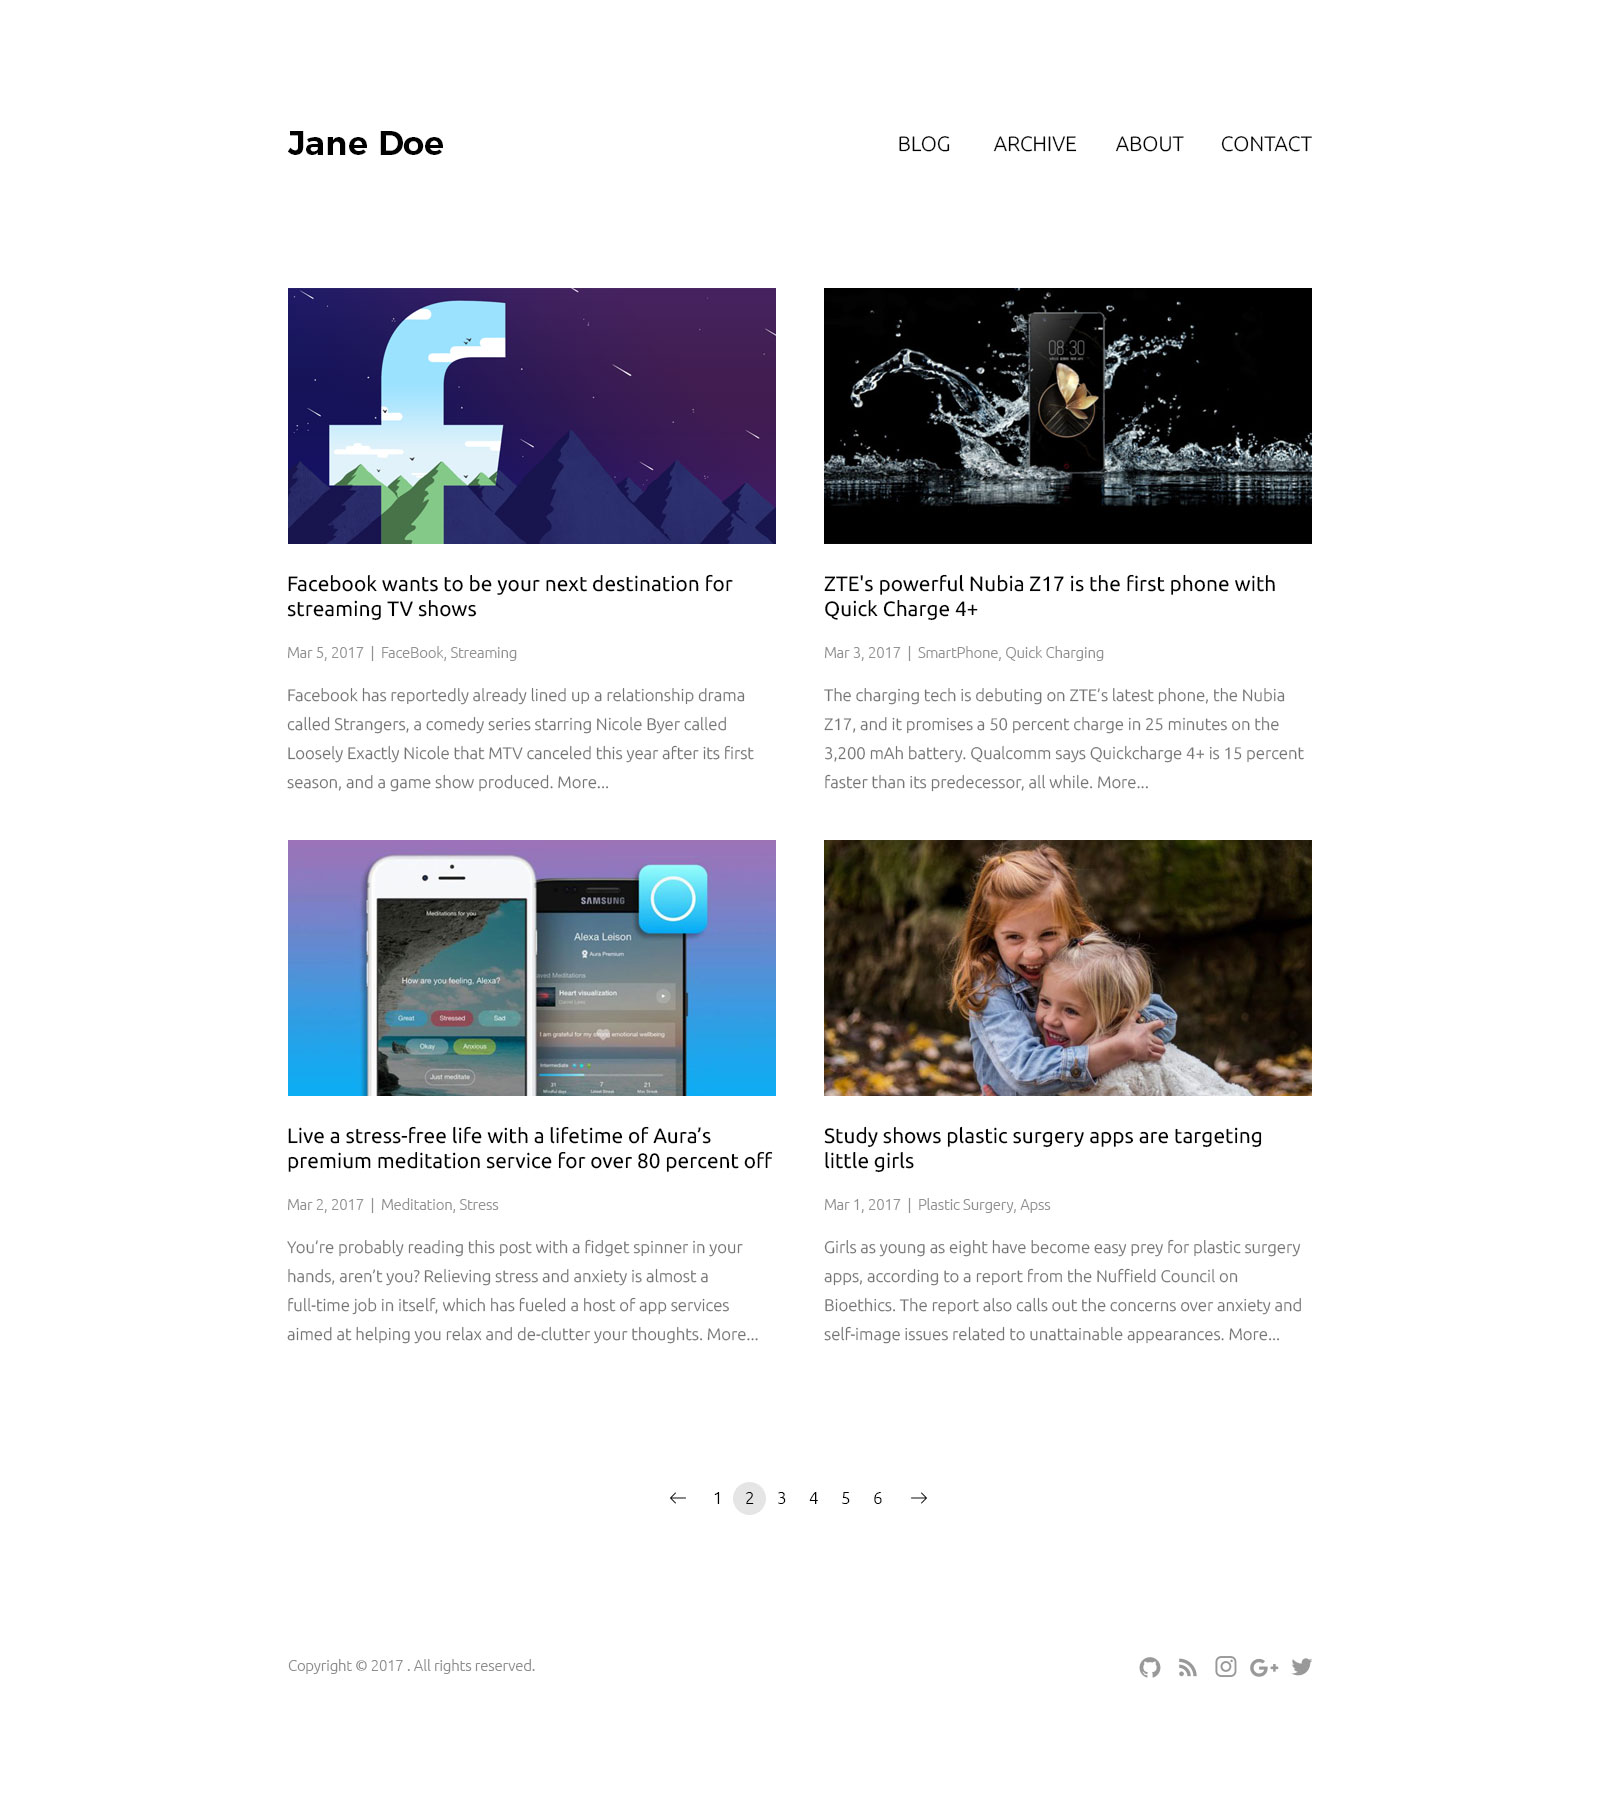 Jane Doe
BLOG ARCHIVE ABOUT CONTACT
08:30
Facebook wants to be your next destination for
streaming TV shows
Mar 5, 2017 | FaceBook, Streaming
Facebook has reportedly already lined up a relationship drama
called Strangers, a comedy series starring Nicole Byer called
Loosely Exactly Nicole that MTV canceled this year after its first
season, and a game show produced. More...
ZTE's powerful Nubia Z17 is the first phone with
Quick Charge 4+
Mar 3, 2017 | SmartPhone, Quick Charging
The charging tech is debuting on ZTE’s latest phone, the Nubia
Z17, and it promises a 50 percent charge in 25 minutes on the
3,200 mAh battery. Qualcomm says Quickcharge 4+ is 15 percent
faster than its predecessor, all while. More...
Meditations for you
How are you feeling, Alexa?
Great Stressed Sad
Okay Anxious
Just meditate
SAMSUNG
Alexa Leison
Aura Premium
aved Meditations
Heart visualization
I am grateful for my emotional wellbeing
Intermediate
31 7 21
Mindful days Latest Streak Max Streak
Live a stress-free life with a lifetime of Aura’s
premium meditation service for over 80 percent off
Mar 2, 2017 | Meditation, Stress
You’re probably reading this post with a fidget spinner in your
hands, aren’t you? Relieving stress and anxiety is almost a
full-time job in itself, which has fueled a host of app services
aimed at helping you relax and de-clutter your thoughts. More...
Study shows plastic surgery apps are targeting
little girls
Mar 1, 2017 | Plastic Surgery, Apss
Girls as young as eight have become easy prey for plastic surgery
apps, according to a report from the Nuffield Council on
Bioethics. The report also calls out the concerns over anxiety and
self-image issues related to unattainable appearances. More...
← 1 2 3 4 5 6 →
Copyright © 2017 . All rights reserved.
G+